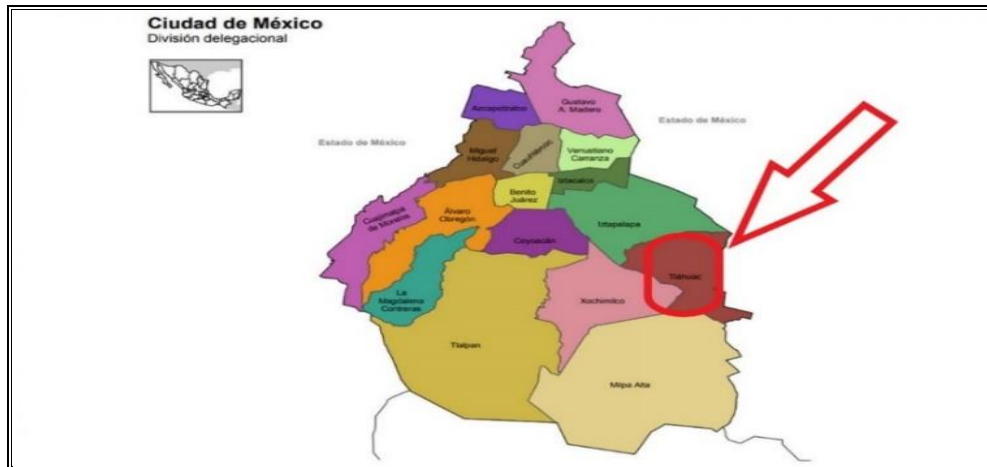 Ciudad de México
División delegacional
Gustavo
A. Madero
Azcapotzalco
Estado de México
Estado de México
Miguel
Hidalgo
Cuauhtémoc
Venustiano
Carranza
Iztacalco
Benito
Juárez
Cuajimalpa
de Morelos
Álvaro
Obregón
Iztapalapa
Coyoacán
Tláhuac
La
Magdalena
Contreras
Xochimilco
Tlalpan
Milpa Alta